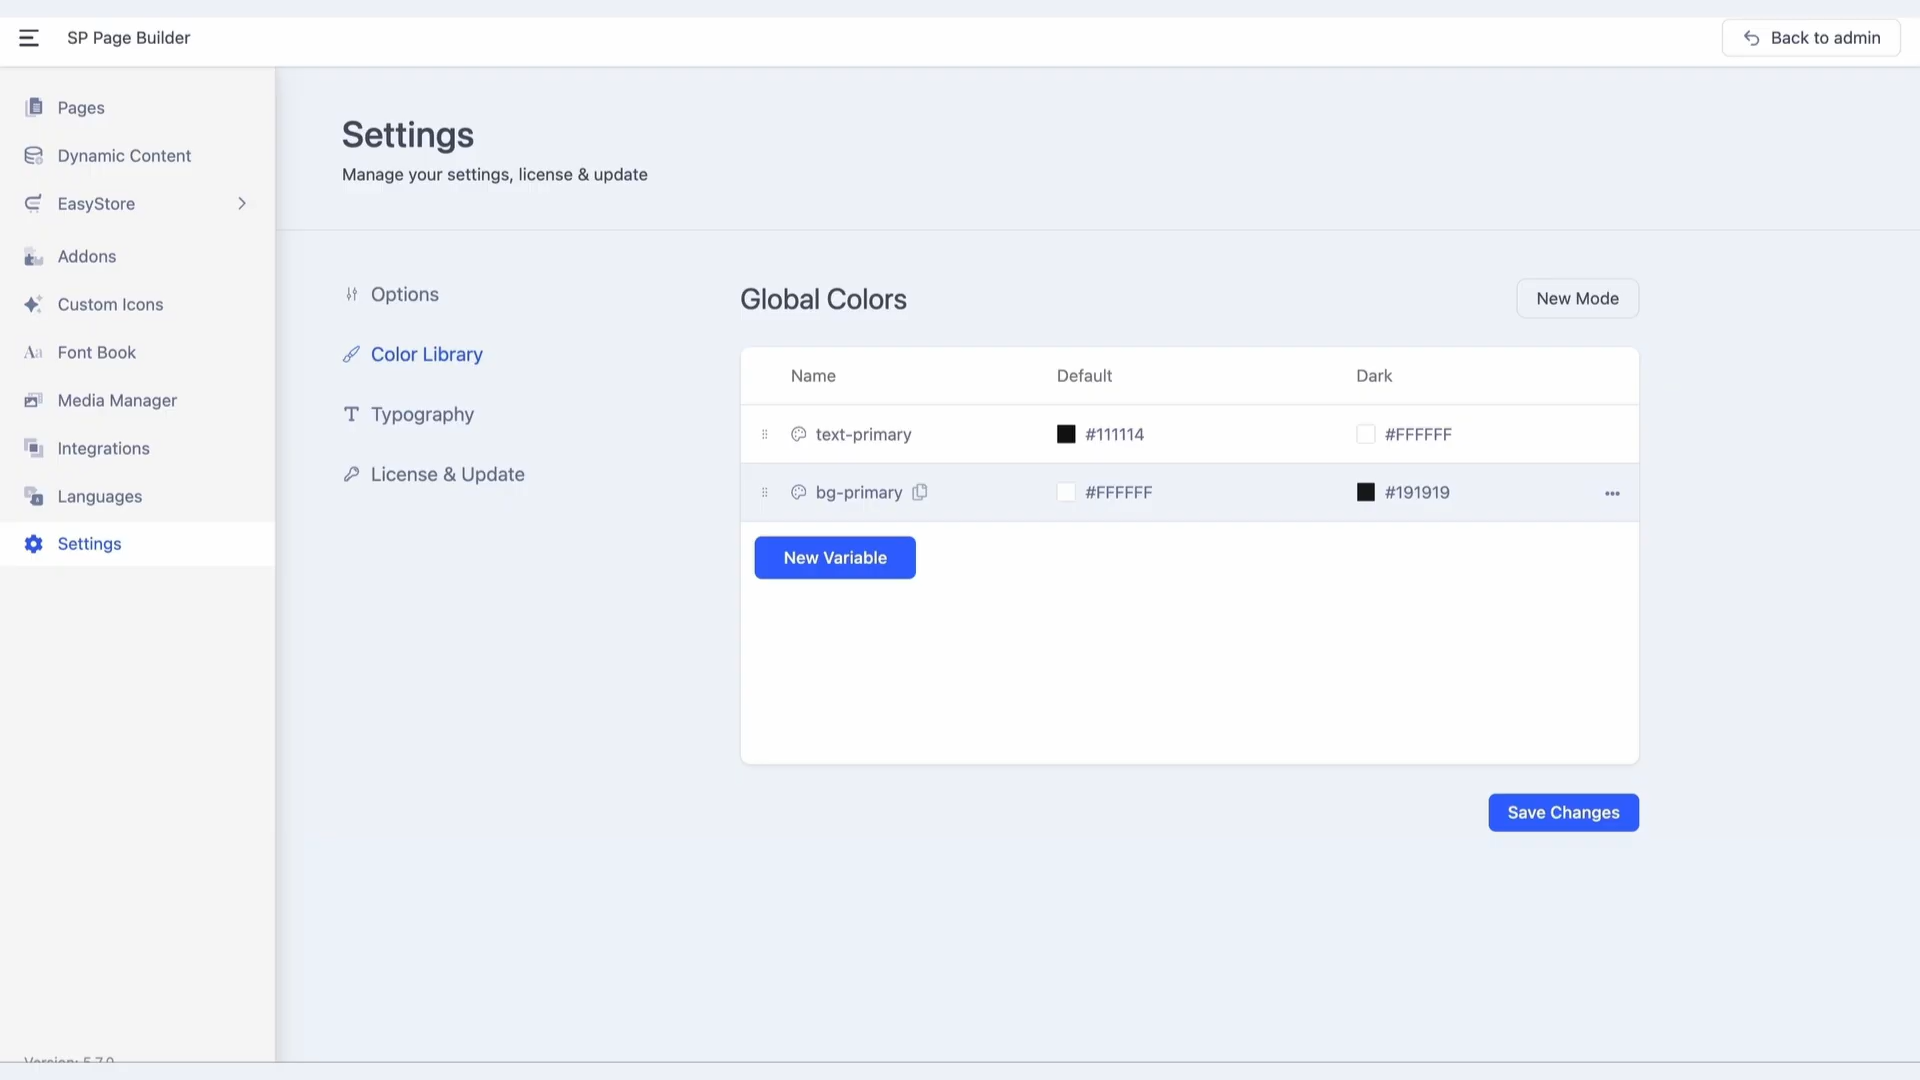 SP Page Builder
Back to admin
Pages
Dynamic Content
EasyStore
Addons
Custom Icons
Font Book
Media Manager
Integrations
Languages
Settings
Version: 5.7.0
Settings
Manage your settings, license & update
Options
Color Library
Typography
License & Update
Global Colors
New Mode
Name Default Dark
text-primary #111114 #FFFFFF
bg-primary #FFFFFF #191919
New Variable
Save Changes